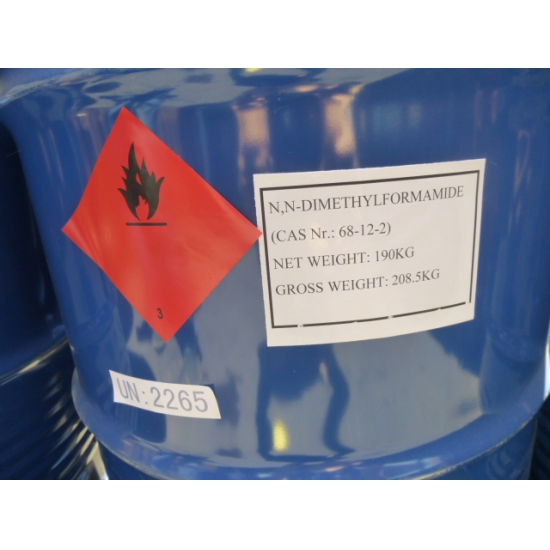 3
N,N-DIMETHYLFORMAMIDE
(CAS Nr.: 68-12-2)
NET WEIGHT: 190KG
GROSS WEIGHT: 208.5KG
UN:2265